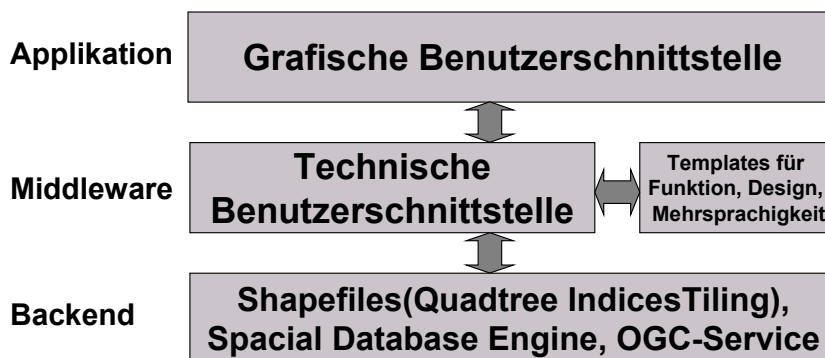 Applikation
Grafische Benutzerschnittstelle
Middleware
Technische
Benutzerschnittstelle
Templates für
Funktion, Design,
Mehrsprachigkeit
Backend
Shapefiles(Quadtree IndicesTiling),
Spacial Database Engine, OGC-Service